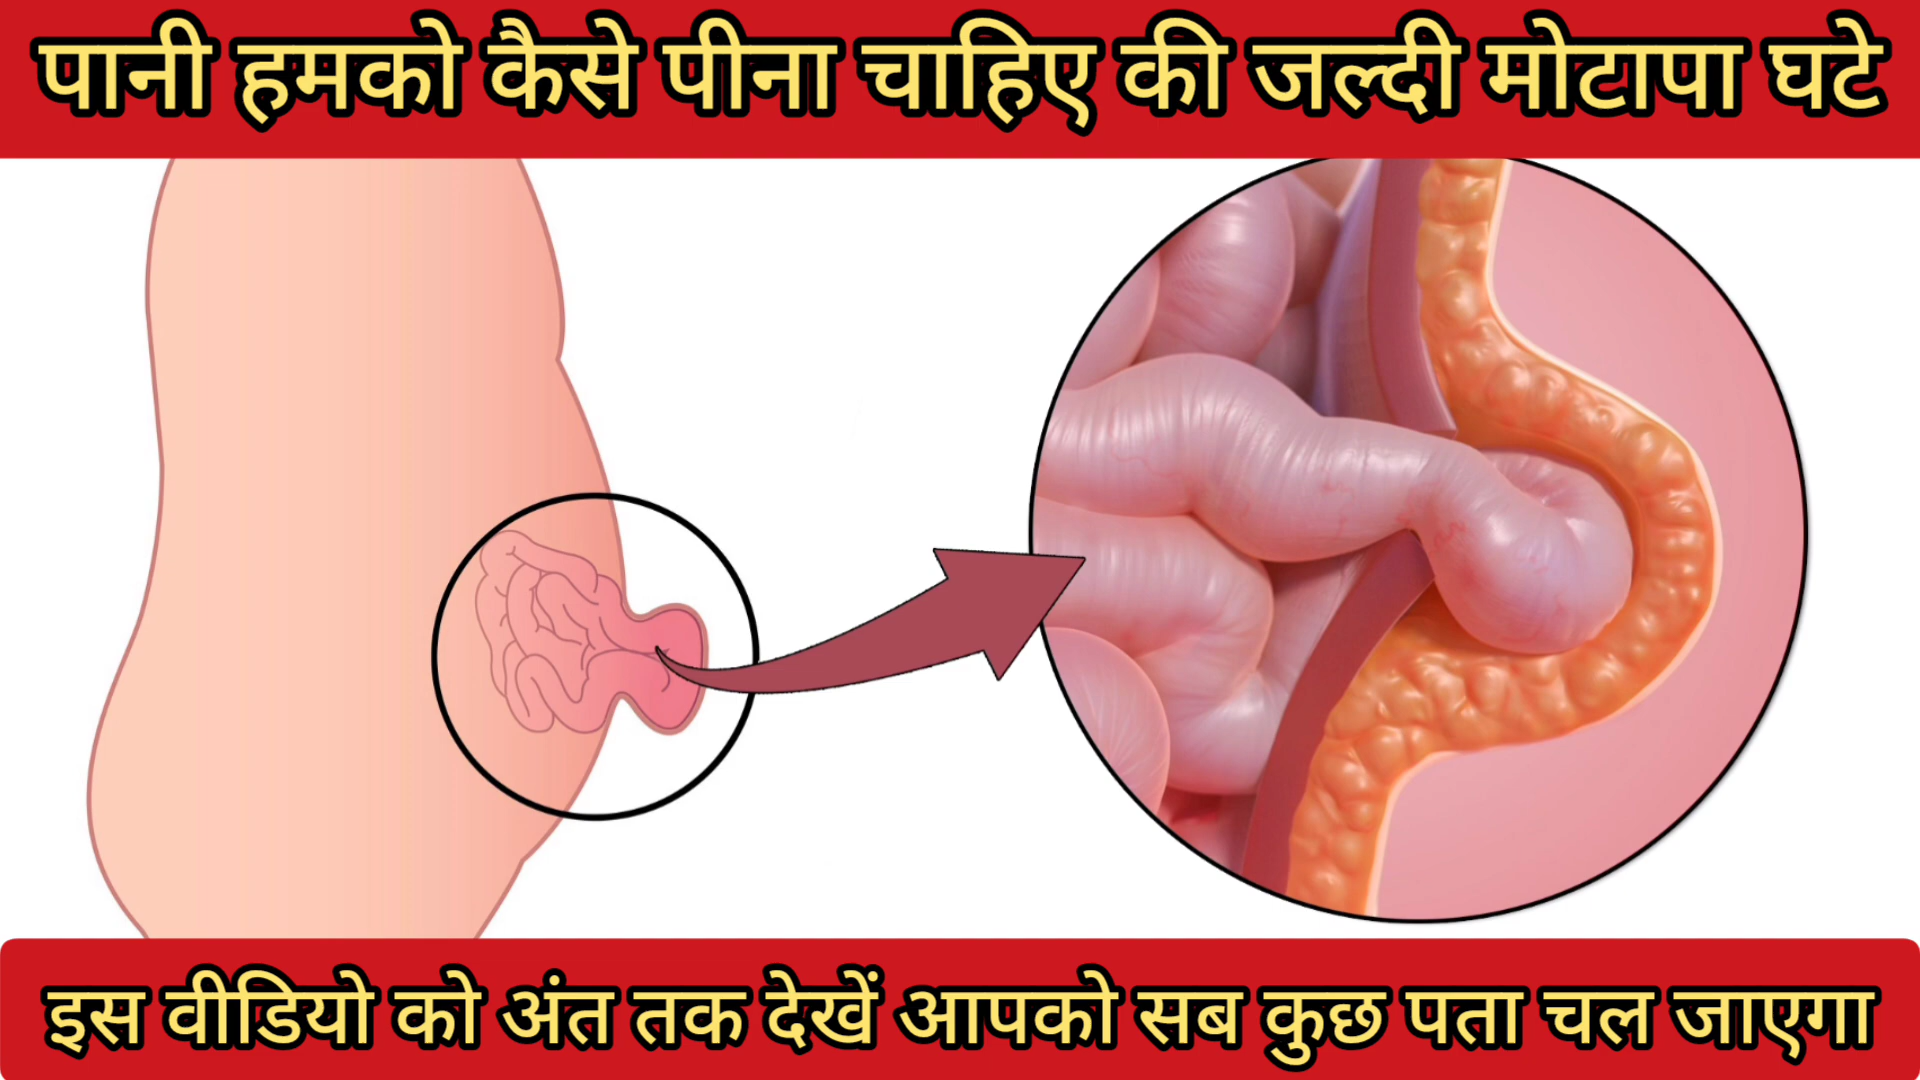 पानी हमको कैसे पीना चाहिए की जल्दी मोटापा घटे
इस वीडियो को अंत तक देखें आपको सब कुछ पता चल जाएगा